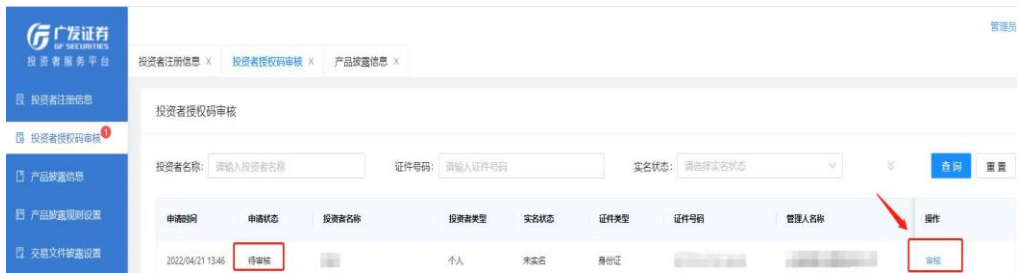 管理员
广发证券
GF SECURITIES
投资者服务平台
投资者注册信息 × 投资者授权码审核 × 产品披露信息 ×
投资者注册信息
投资者授权码审核 1
产品披露信息
产品披露规则设置
交易文件披露设置
投资者授权码审核
投资者名称: 请输入投资者名称 证件号码: 请输入证件号码 实名状态: 请选择实名状态 查询 重置
申请时间 申请状态 投资者名称 投资者类型 实名状态 证件类型 证件号码 管理人名称 操作
2022/04/21 13:46 待审核 个人 未实名 身份证 审核